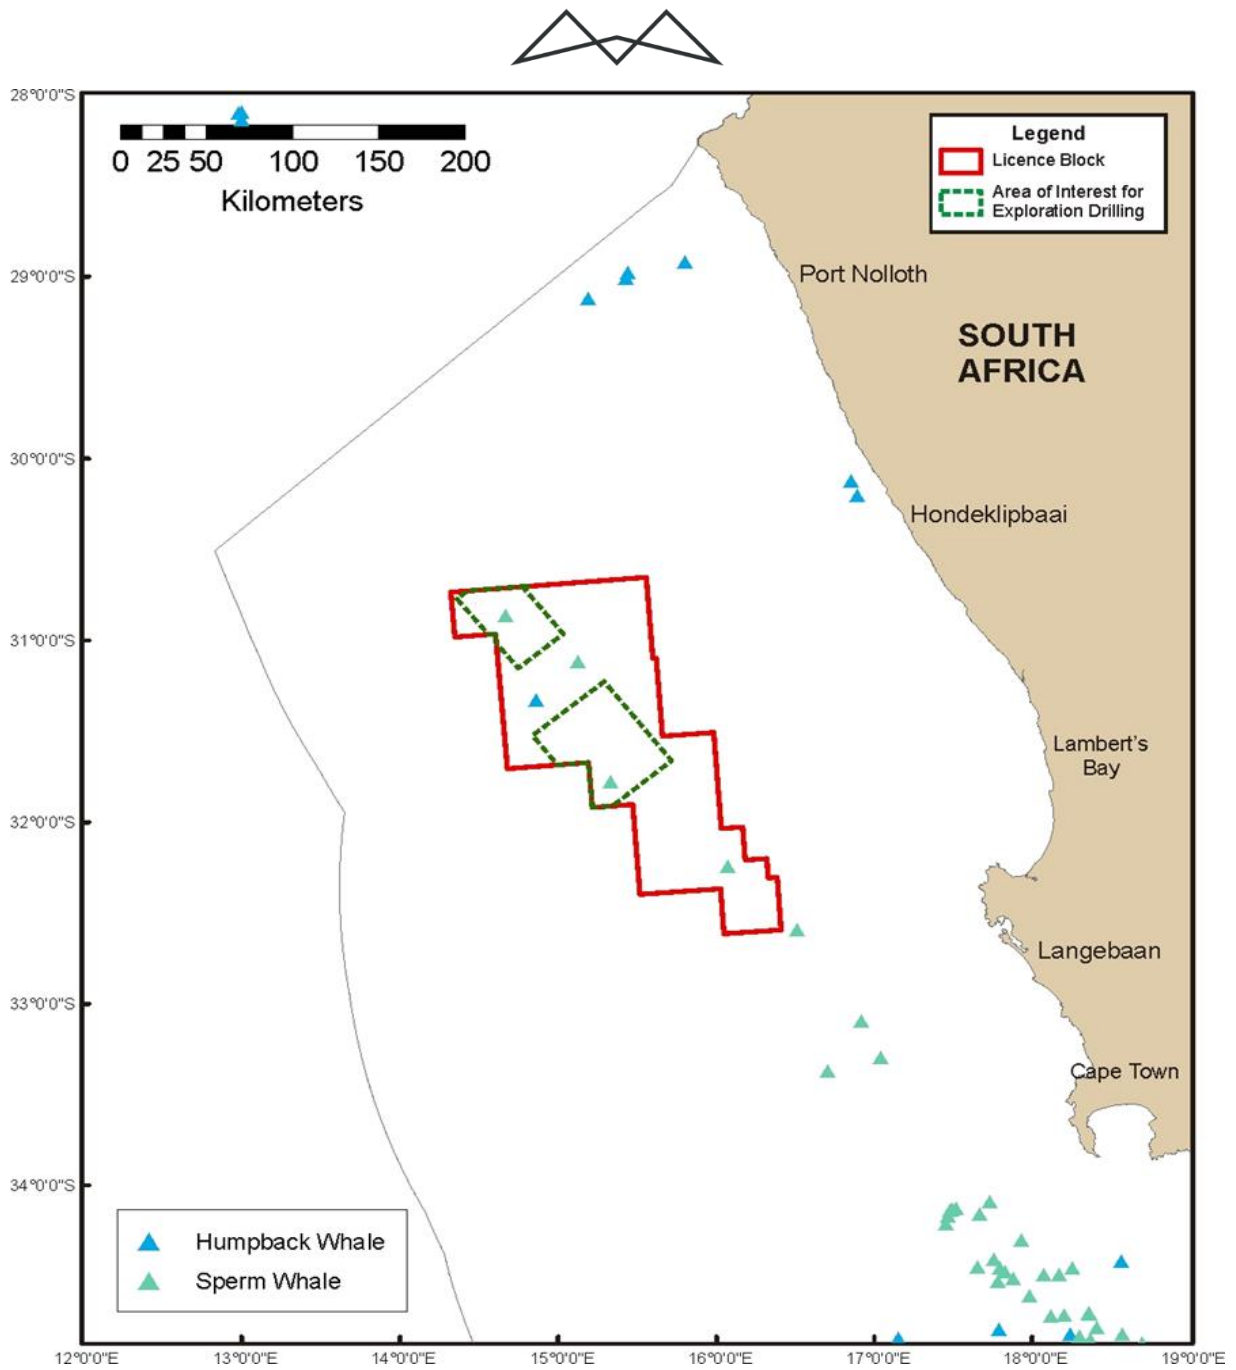 28°0'0"S
0 25 50 100 150 200
Kilometers
Legend
Licence Block
Area of Interest for
Exploration Drilling
29°0'0"S
Port Nolloth
SOUTH
AFRICA
30°0'0"S
Hondeklipbaai
31°0'0"S
Lambert's
Bay
32°0'0"S
Langebaan
33°0'0"S
Cape Town
34°0'0"S
Humpback Whale
Sperm Whale
12°0'0"E 13°0'0"E 14°0'0"E 15°0'0"E 16°0'0"E 17°0'0"E 18°0'0"E 19°0'0"E